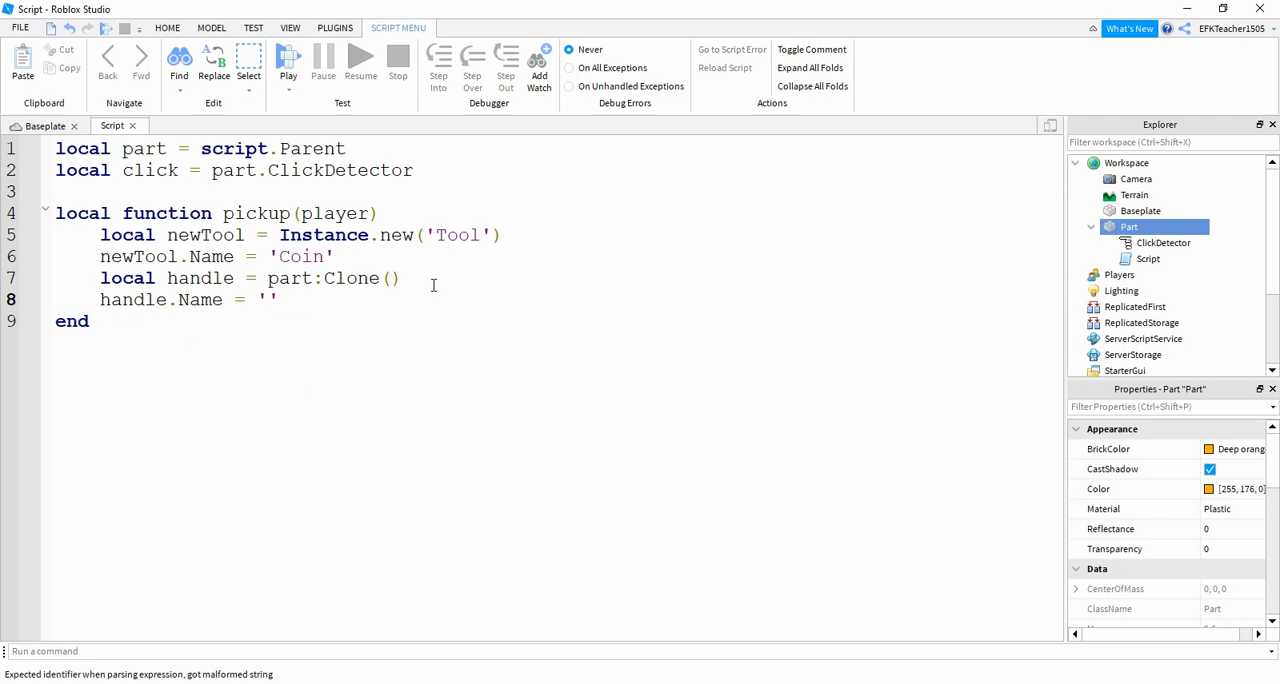 Script - Roblox Studio
FILE HOME MODEL TEST VIEW PLUGINS SCRIPT MENU What's New EFKTeacher1505
Paste Cut Copy Back Fwd Find Replace Select Play Pause Resume Stop Step Into Step Over Step Out Add Watch
Never
On All Exceptions
On Unhandled Exceptions
Go to Script Error
Reload Script
Toggle Comment
Expand All Folds
Collapse All Folds
Clipboard Navigate Edit Test Debugger Debug Errors Actions
Baseplate Script
1 local part = script.Parent
2 local click = part.ClickDetector
3
4 local function pickup(player)
5 local newTool = Instance.new('Tool')
6 newTool.Name = 'Coin'
7 local handle = part:Clone()
8 handle.Name = ''
9 end
Explorer
Filter workspace (Ctrl+Shift+X)
Workspace
Camera
Terrain
Baseplate
Part
ClickDetector
Script
Players
Lighting
ReplicatedFirst
ReplicatedStorage
ServerScriptService
ServerStorage
StarterGui
Properties - Part "Part"
Filter Properties (Ctrl+Shift+P)
Appearance
BrickColor Deep orang
CastShadow
Color [255, 176, 0]
Material Plastic
Reflectance 0
Transparency 0
Data
CenterOfMass 0, 0, 0
ClassName Part
Run a command
Expected identifier when parsing expression, got malformed string